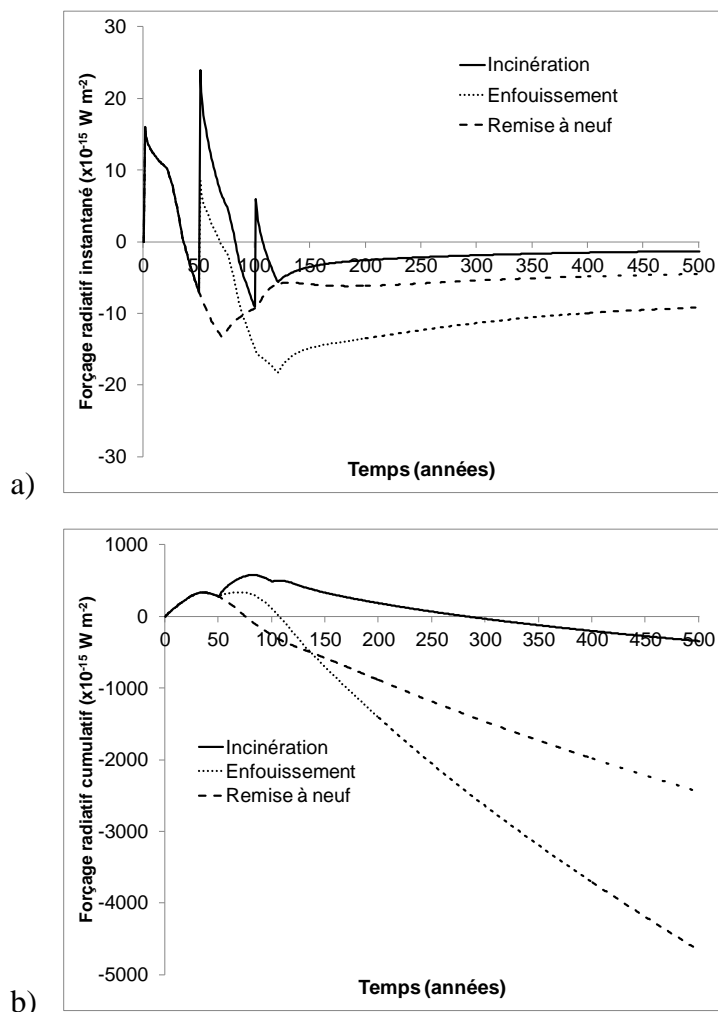 30
20
10
0
-10
-20
-30
0 50 100 150 200 250 300 350 400 450 500
Forçage radiatif instantané (x10-15 W m-2)
Incinération
Enfouissement
Remise à neuf
Temps (années)
a)
1000
0
-1000
-2000
-3000
-4000
-5000
0 50 100 150 200 250 300 350 400 450 500
Forçage radiatif cumulatif (x10-15 W m-2)
Incinération
Enfouissement
Remise à neuf
Temps (années)
b)